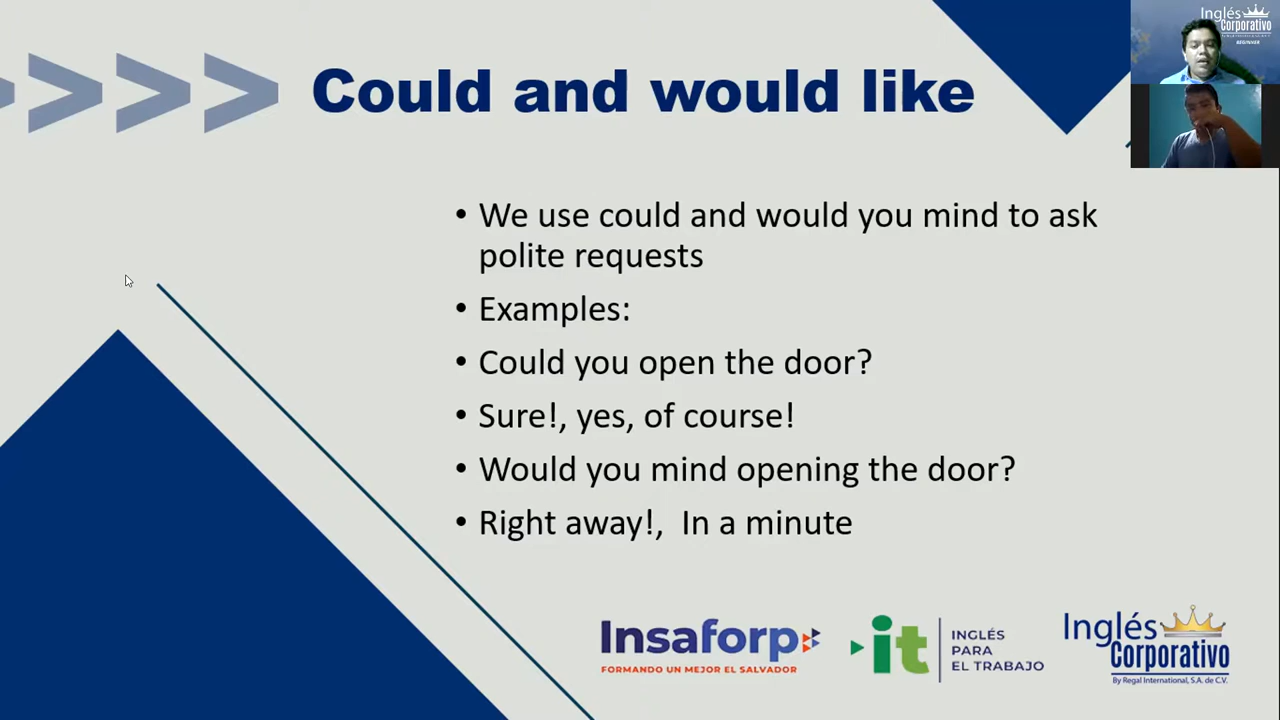 Could and would like
Inglés
Corporativo
BEGINNER
• We use could and would you mind to ask
polite requests
• Examples:
• Could you open the door?
• Sure!, yes, of course!
• Would you mind opening the door?
• Right away!, In a minute
Insaforp
FORMANDO UN MEJOR EL SALVADOR
it
INGLÉS
PARA
EL TRABAJO
Inglés
Corporativo
By Regal International, S.A. de C.V.